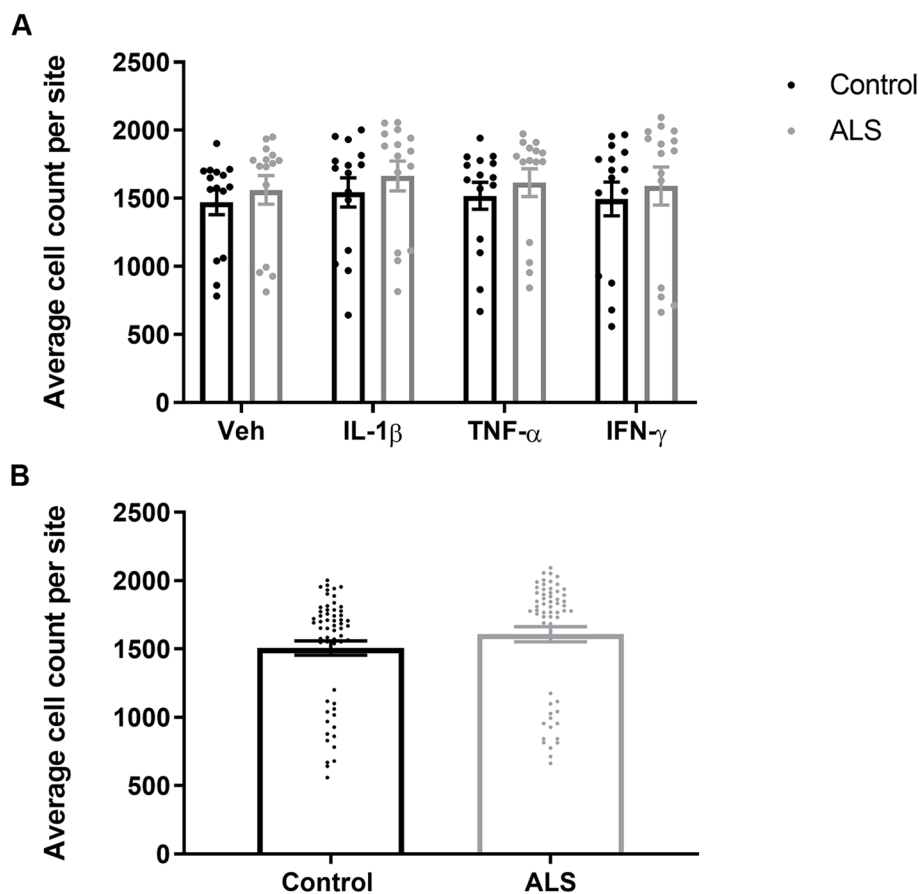 A
Average cell count per site
2500
2000
1500
1000
500
0
Veh
IL-1β
TNF-α
IFN-γ
Control
ALS
B
Average cell count per site
2500
2000
1500
1000
500
0
Control
ALS